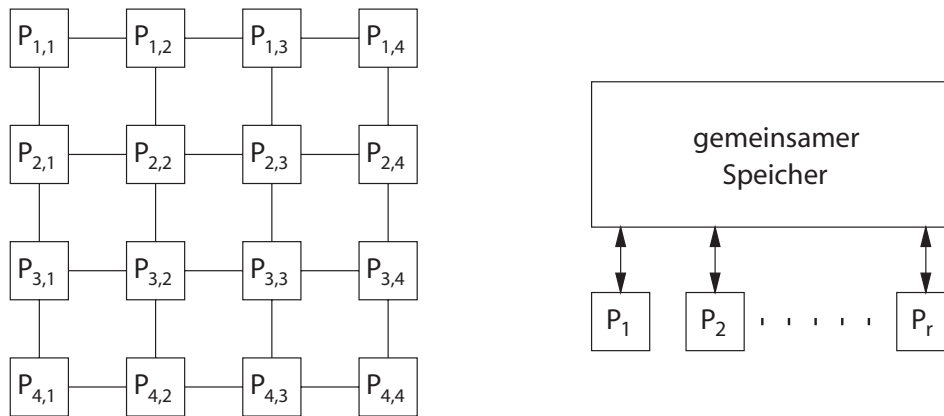 P1,1 P1,2 P1,3 P1,4
P2,1 P2,2 P2,3 P2,4
P3,1 P3,2 P3,3 P3,4
P4,1 P4,2 P4,3 P4,4
gemeinsamer
Speicher
P1 P2 Pr